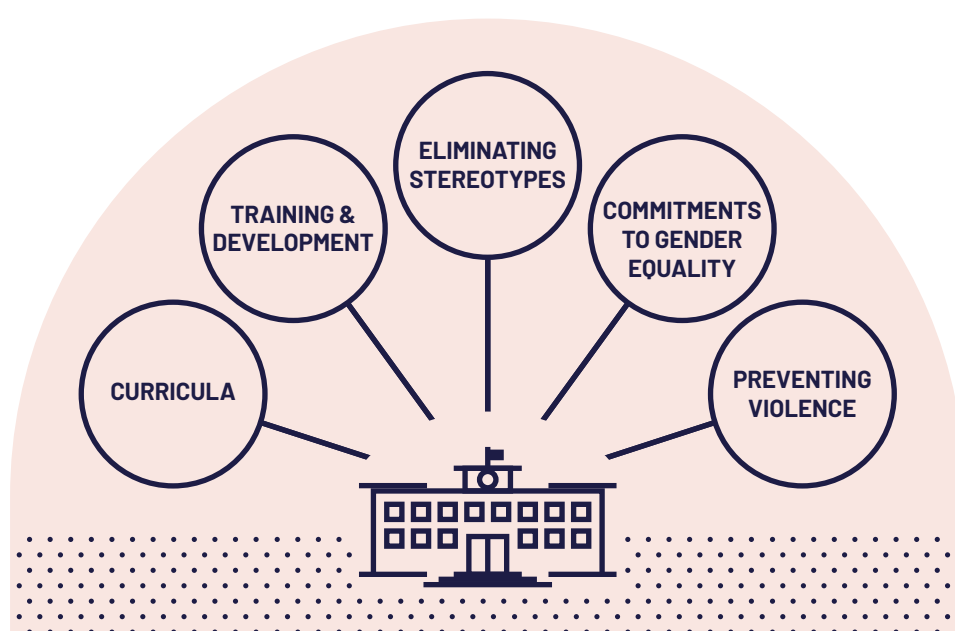 ELIMINATING
STEREOTYPES
TRAINING &
DEVELOPMENT
COMMITMENTS
TO GENDER
EQUALITY
CURRICULA
PREVENTING
VIOLENCE